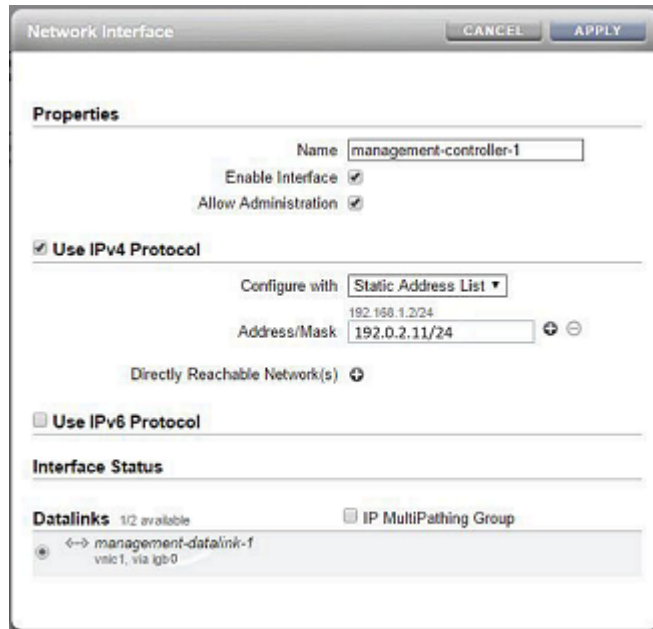 Network Interface CANCEL APPLY
Properties
Name management-controller-1
Enable Interface
Allow Administration
Use IPv4 Protocol
Configure with Static Address List
192.168.1.2/24
Address/Mask 192.0.2.11/24
Directly Reachable Network(s)
Use IPv6 Protocol
Interface Status
Datalinks 1/2 available IP MultiPathing Group
management-datalink-1
vnic1, via igb0